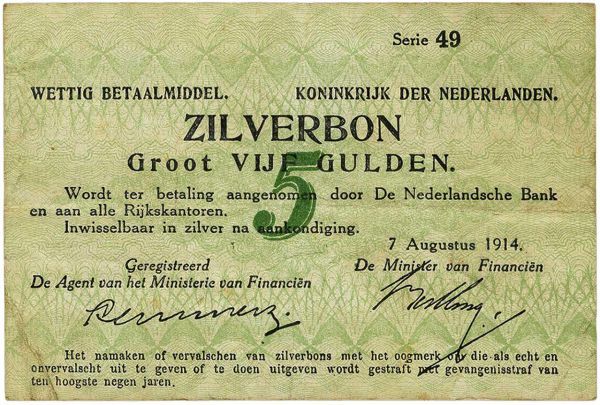 Serie 49
WETTIG BETAALMIDDEL. KONINKRIJK DER NEDERLANDEN.
ZILVERBON
Groot VIJF GULDEN.
5
Wordt ter betaling aangenomen door De Nederlandsche Bank
en aan alle Rijkskantoren.
Inwisselbaar in zilver na aankondiging.
7 Augustus 1914.
Geregistreerd
De Agent van het Ministerie van Financiën
De Minister van Financiën
Het namaken of vervalschen van zilverbons met het oogmerk om die als echt en
onvervalscht uit te geven of te doen uitgeven wordt gestraft met gevangenisstraf van
ten hoogste negen jaren.